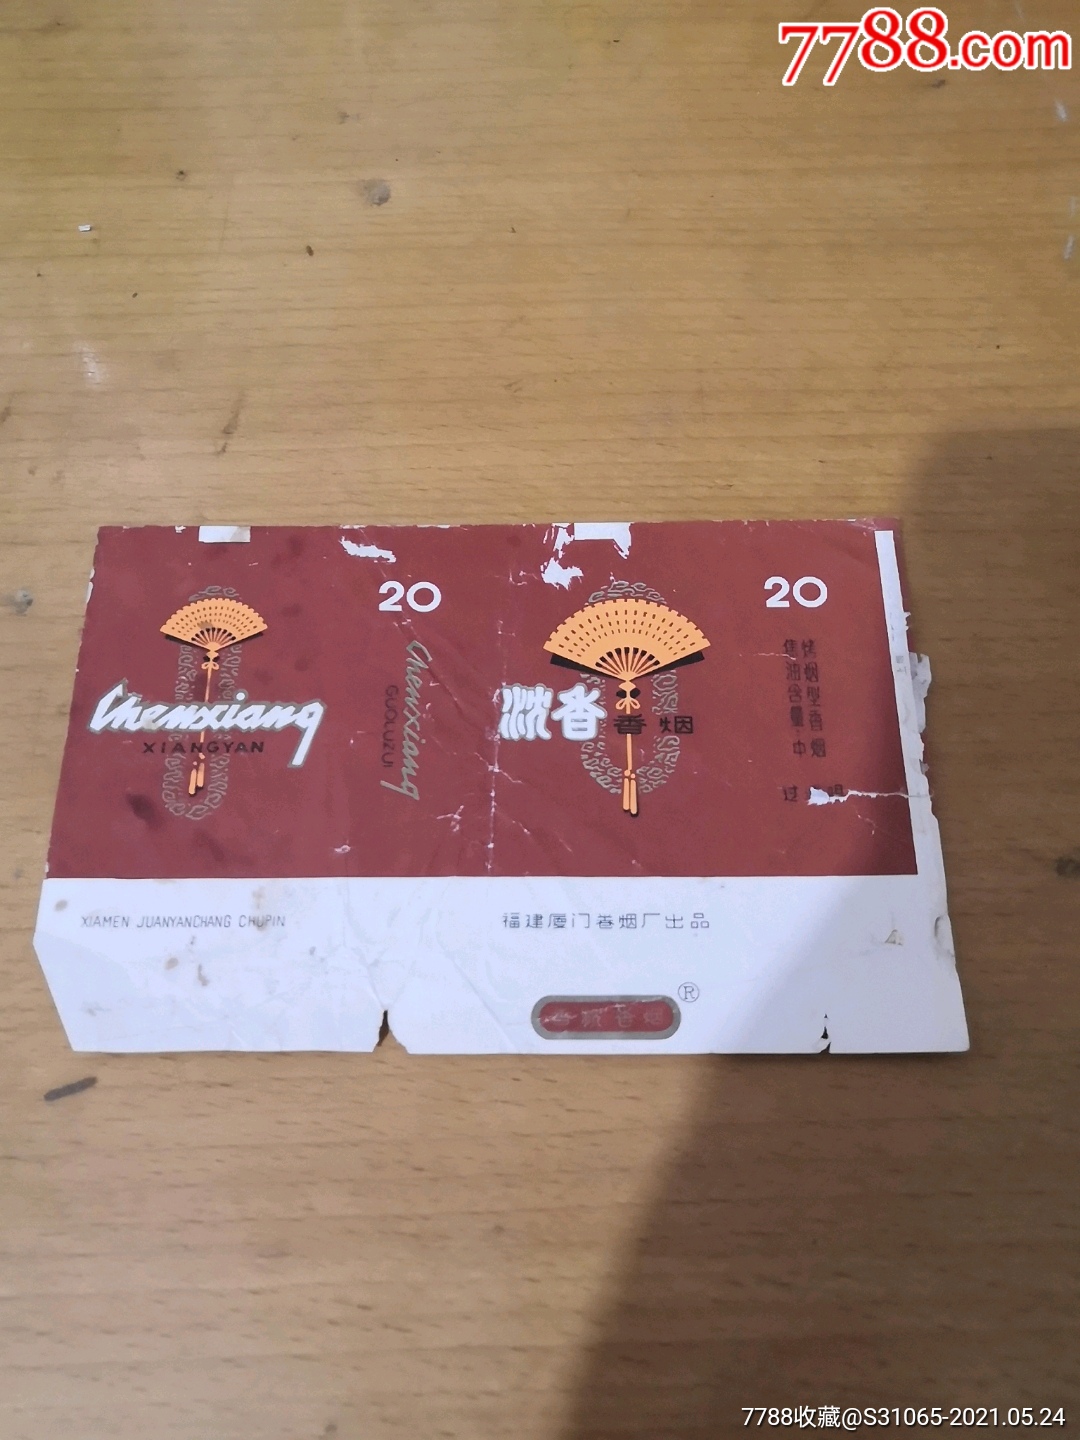 7788.com
20
20
Chenxiang
XIANGYAN
Chenxiang
GUOLUZUI
沈香
香烟
烤烟型香烟
焦油含量中
过
XIAMEN JUANYANCHANG CHUPIN
福建厦门卷烟厂出品
®
7788收藏@S31065-2021.05.24